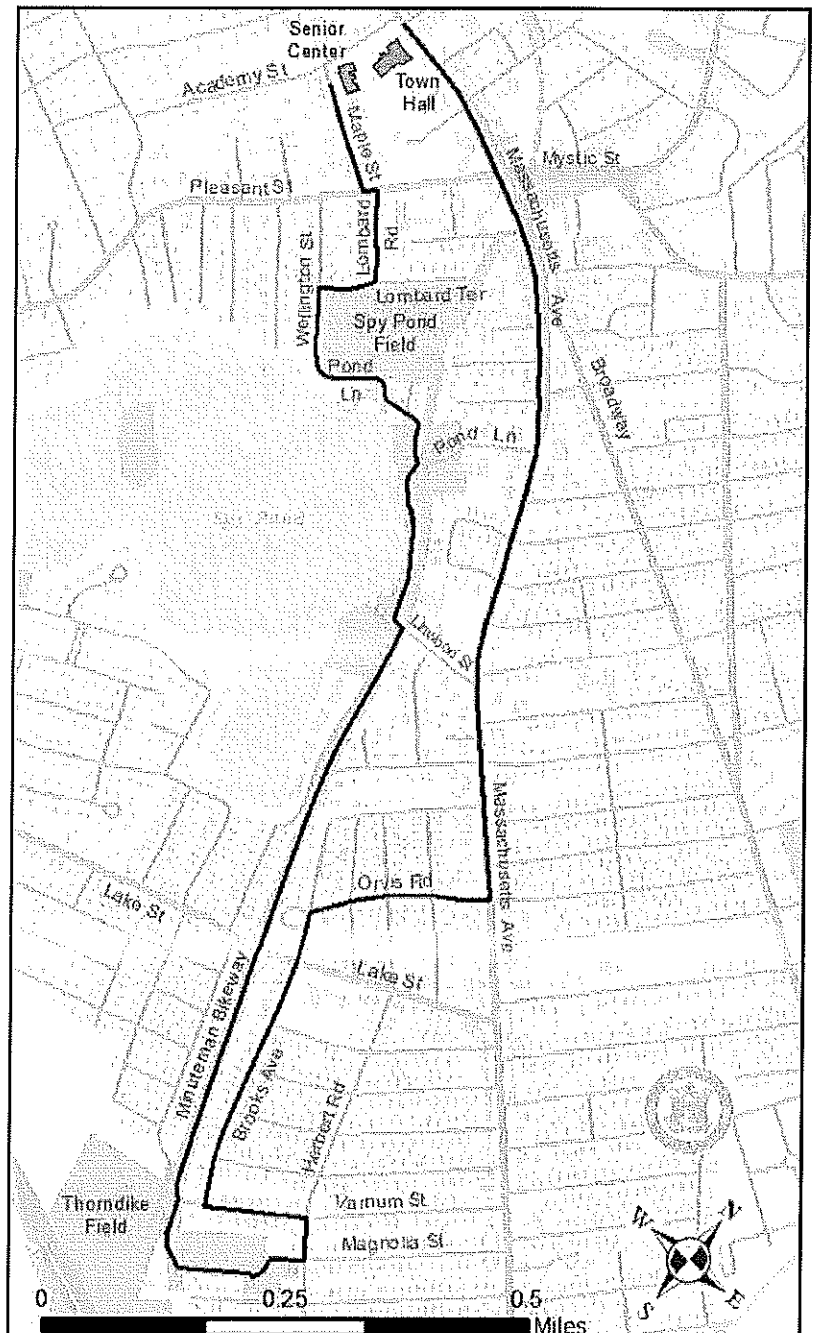 Senior
Center
Academy St
Town
Hall
Maple St
Mystic St
Pleasant St
Massachusetts Ave
Lombard
Rd
Wellington St
Lombard Ter
Spy Pond
Field
Broadway
Pond
Ln
Pond Ln
Spy Pond
Linwood St
Massachusetts Ave
Orvis Rd
Lake St
Lake St
Minuteman Bikeway
Brooks Ave
Herbert Rd
Thorndike
Field
Varnum St
Magnolia St
W
N
S
E
0
0.25
0.5
Miles